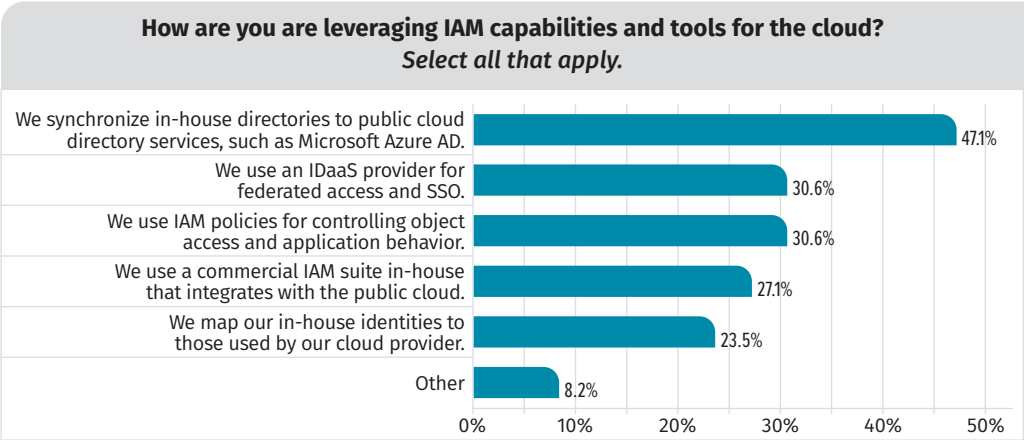 How are you are leveraging IAM capabilities and tools for the cloud?
Select all that apply.
We synchronize in-house directories to public cloud
directory services, such as Microsoft Azure AD.
47.1%
We use an IDaaS provider for
federated access and SSO.
30.6%
We use IAM policies for controlling object
access and application behavior.
30.6%
We use a commercial IAM suite in-house
that integrates with the public cloud.
27.1%
We map our in-house identities to
those used by our cloud provider.
23.5%
Other
8.2%
0% 10% 20% 30% 40% 50%